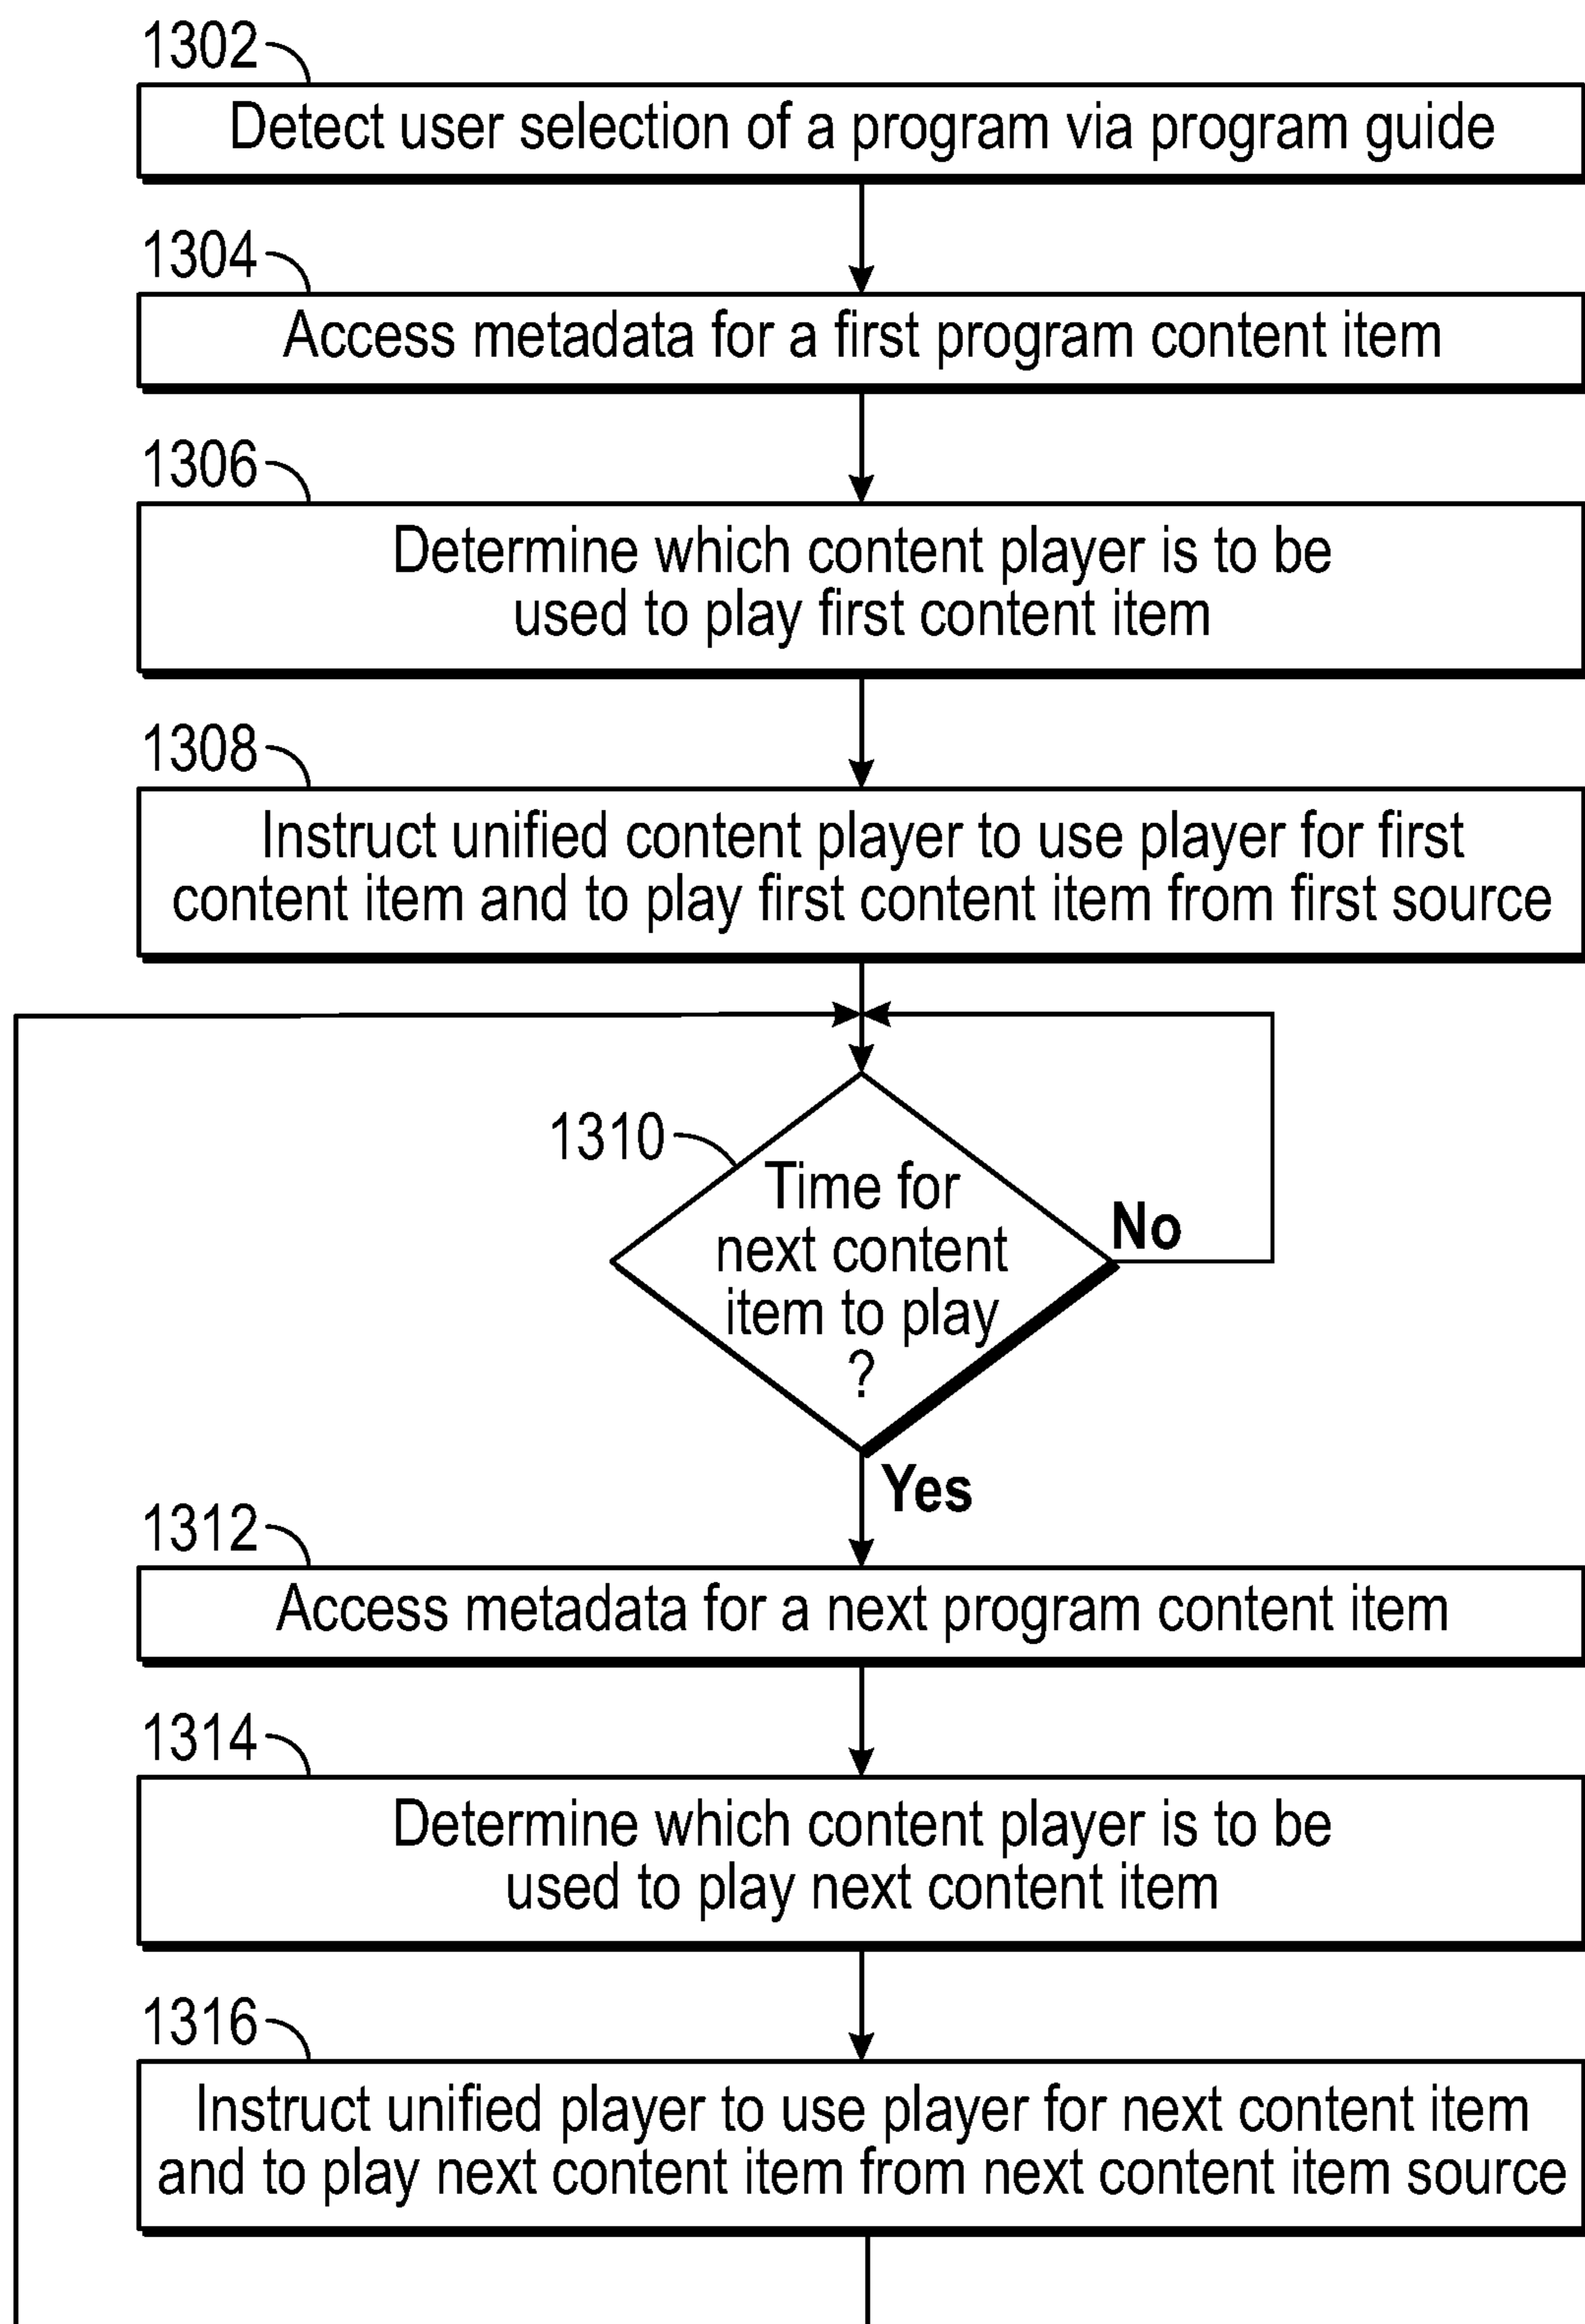 1302
Detect user selection of a program via program guide
1304
Access metadata for a first program content item
1306
Determine which content player is to be
used to play first content item
1308
Instruct unified content player to use player for first
content item and to play first content item from first source
1310
Time for
next content
item to play
?
No
Yes
1312
Access metadata for a next program content item
1314
Determine which content player is to be
used to play next content item
1316
Instruct unified player to use player for next content item
and to play next content item from next content item source